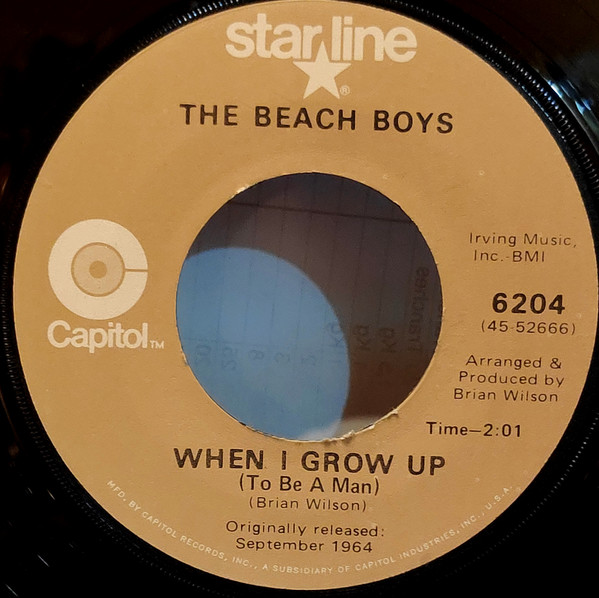 starline
®
THE BEACH BOYS
Irving Music,
Inc.-BMI
Capitol™
6204
(45-52666)
Arranged &
Produced by
Brian Wilson
Time—2:01
WHEN I GROW UP
(To Be A Man)
(Brian Wilson)
Originally released:
September 1964
MFD. BY CAPITOL RECORDS, INC., A SUBSIDIARY OF CAPITOL INDUSTRIES, INC., U.S.A.